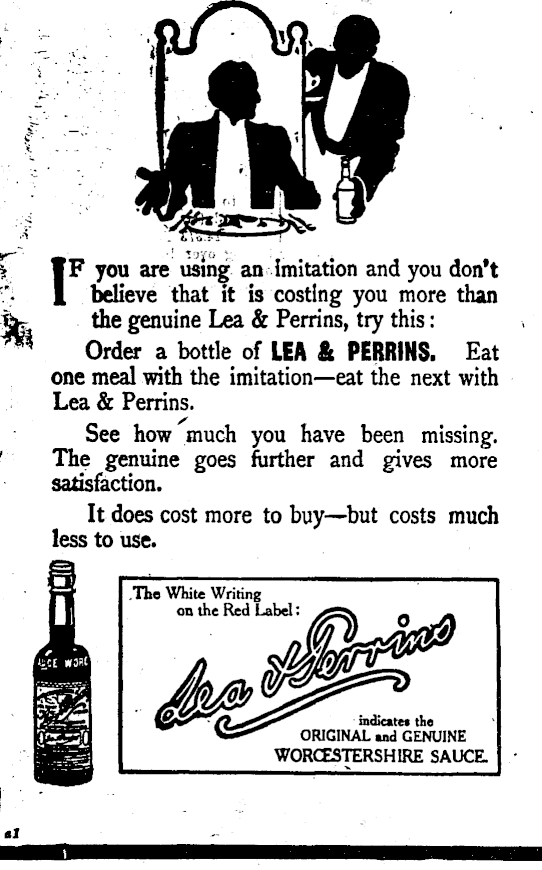 IF you are using an imitation and you don't
believe that it is costing you more than
the genuine Lea & Perrins, try this:
Order a bottle of LEA & PERRINS. Eat
one meal with the imitation—eat the next with
Lea & Perrins.
See how much you have been missing.
The genuine goes further and gives more
satisfaction.
It does cost more to buy—but costs much
less to use.
UCE WORC
The White Writing
on the Red Label:
Lea & Perrins
indicates the
ORIGINAL and GENUINE
WORCESTERSHIRE SAUCE.
a1